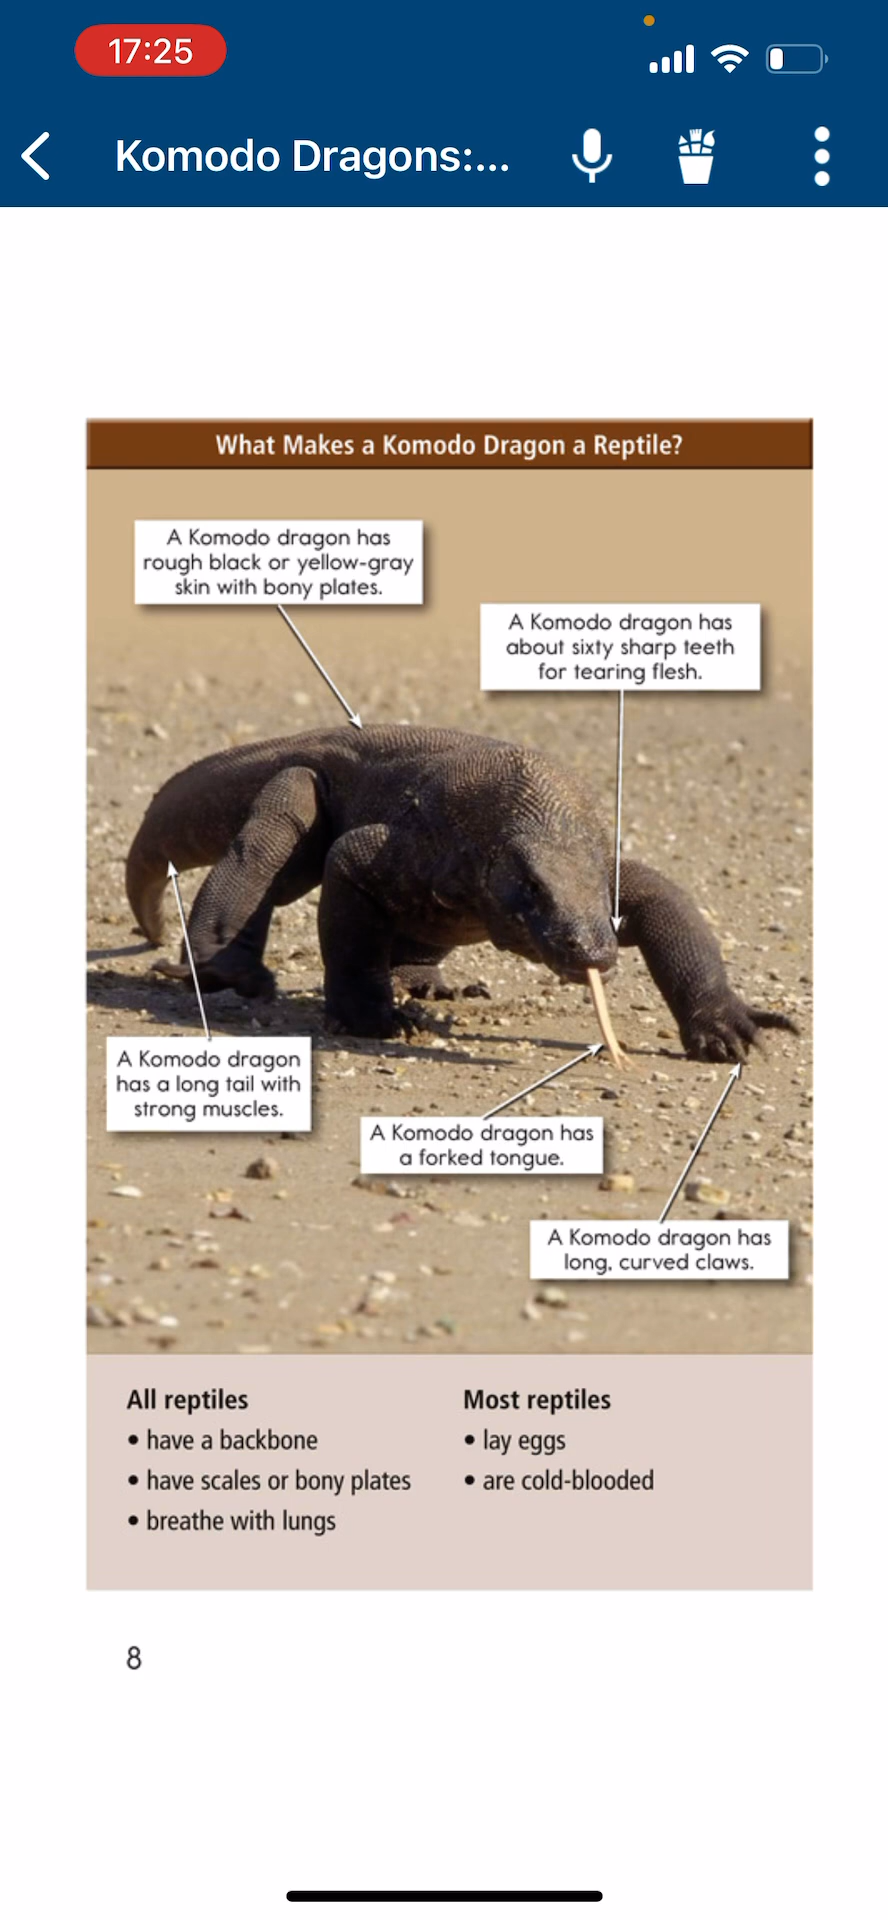 17:25
Komodo Dragons:...
What Makes a Komodo Dragon a Reptile?
A Komodo dragon has
rough black or yellow-gray
skin with bony plates.
A Komodo dragon has
about sixty sharp teeth
for tearing flesh.
A Komodo dragon
has a long tail with
strong muscles.
A Komodo dragon has
a forked tongue.
A Komodo dragon has
long, curved claws.
All reptiles
• have a backbone
• have scales or bony plates
• breathe with lungs
Most reptiles
• lay eggs
• are cold-blooded
8